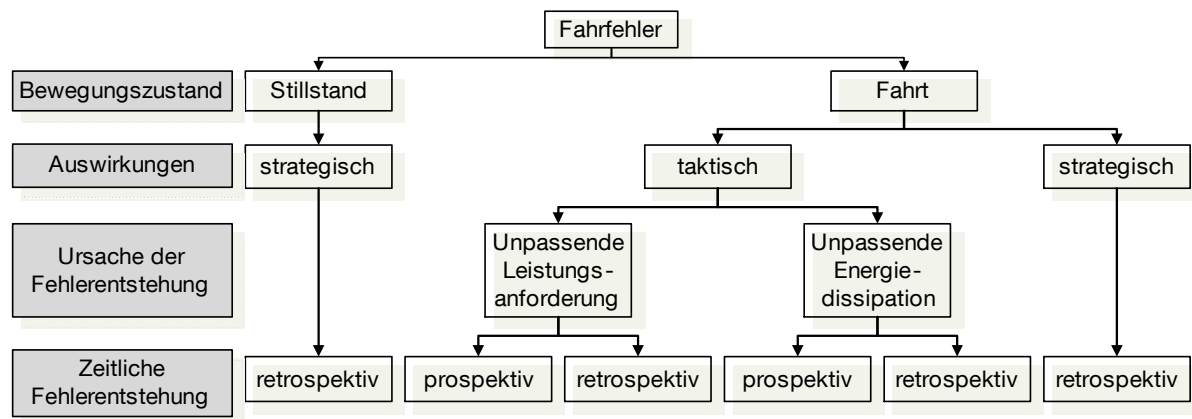 Fahrfehler
Bewegungszustand
Stillstand
Fahrt
Auswirkungen
strategisch
taktisch
strategisch
Ursache der
Fehlerentstehung
Unpassende
Leistungs-
anforderung
Unpassende
Energie-
dissipation
Zeitliche
Fehlerentstehung
retrospektiv
prospektiv
retrospektiv
prospektiv
retrospektiv
retrospektiv